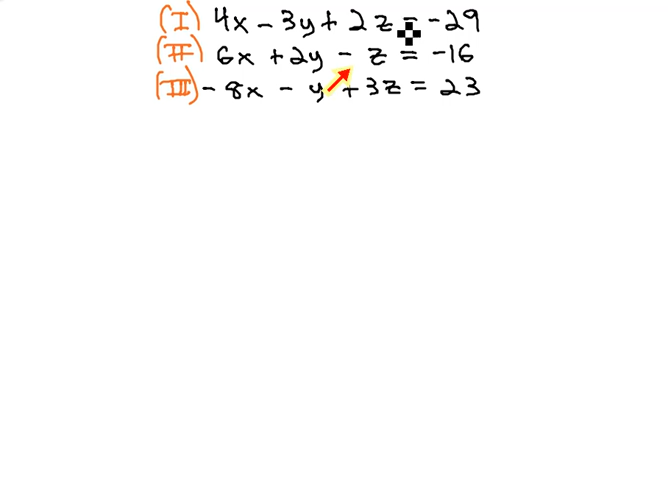 (I) 4x - 3y + 2z = -29
(II) 6x + 2y - z = -16
(III) - 8x - y + 3z = 23